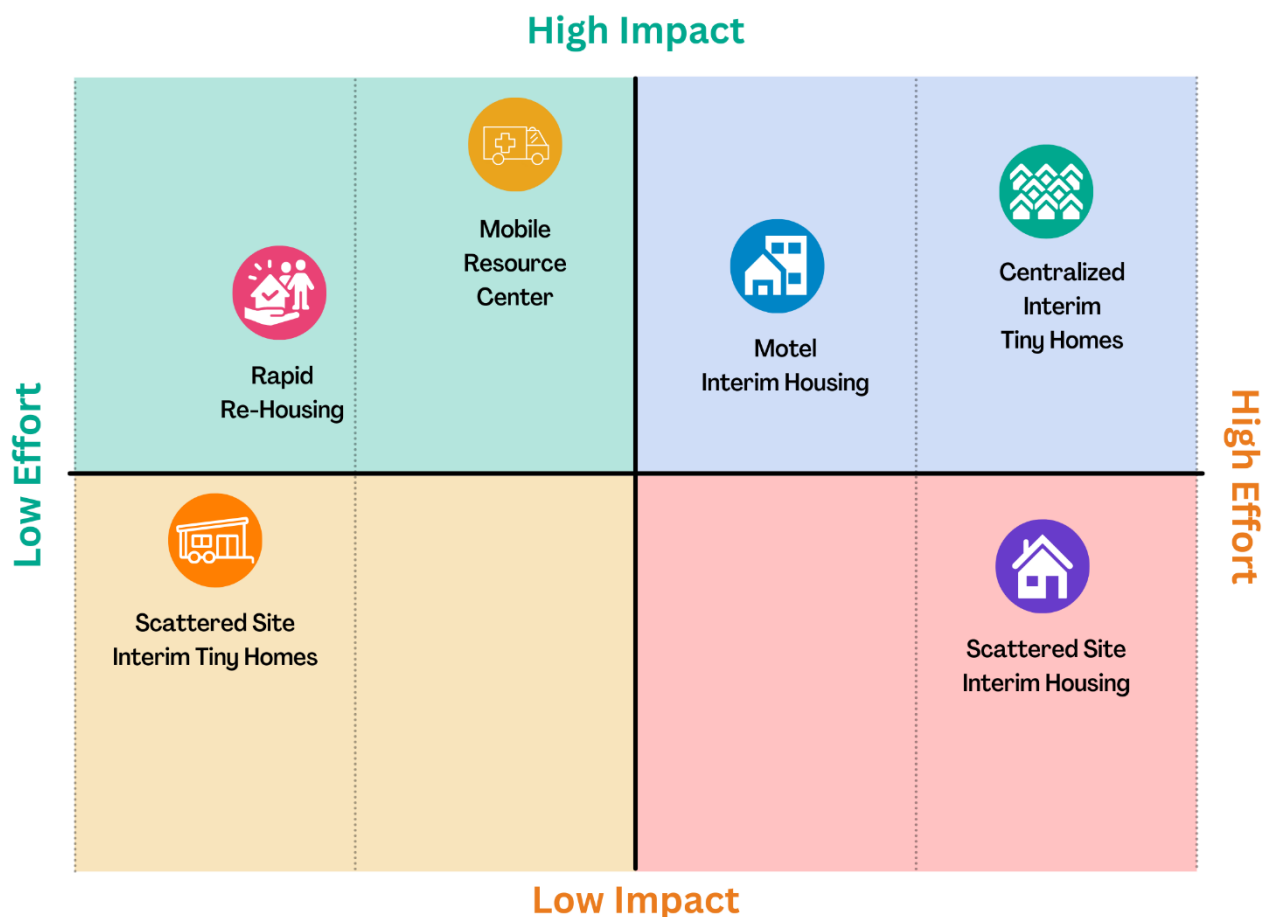 High Impact
Mobile
Resource
Center
Rapid
Re-Housing
Motel
Interim Housing
Centralized
Interim
Tiny Homes
Low Effort
High Effort
Scattered Site
Interim Tiny Homes
Scattered Site
Interim Housing
Low Impact